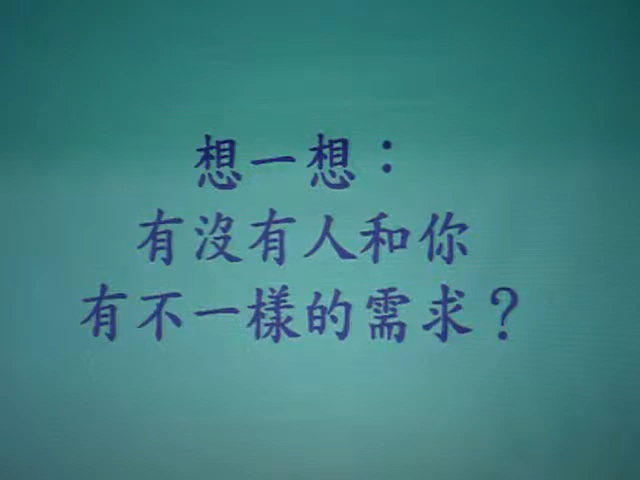 想一想：
有沒有人和你
有不一樣的需求？